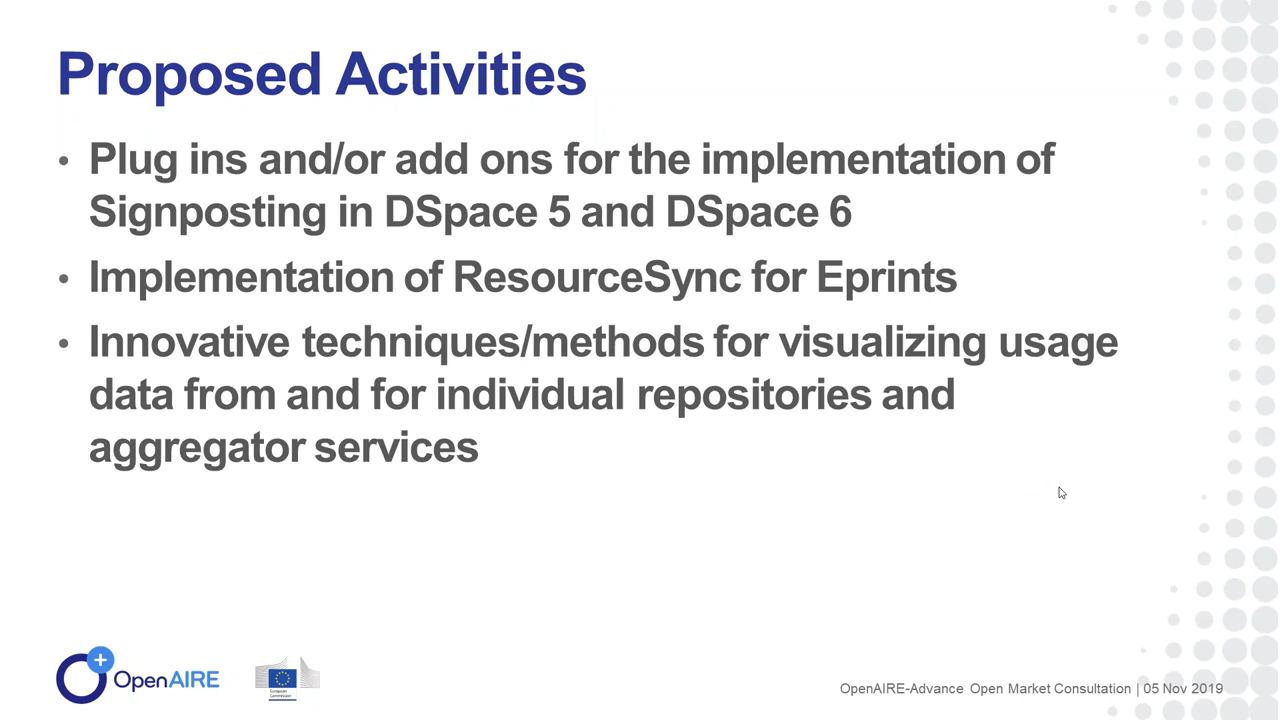 Proposed Activities
• Plug ins and/or add ons for the implementation of
Signposting in DSpace 5 and DSpace 6
• Implementation of ResourceSync for Eprints
• Innovative techniques/methods for visualizing usage
data from and for individual repositories and
aggregator services
OpenAIRE
European
Commission
OpenAIRE-Advance Open Market Consultation | 05 Nov 2019